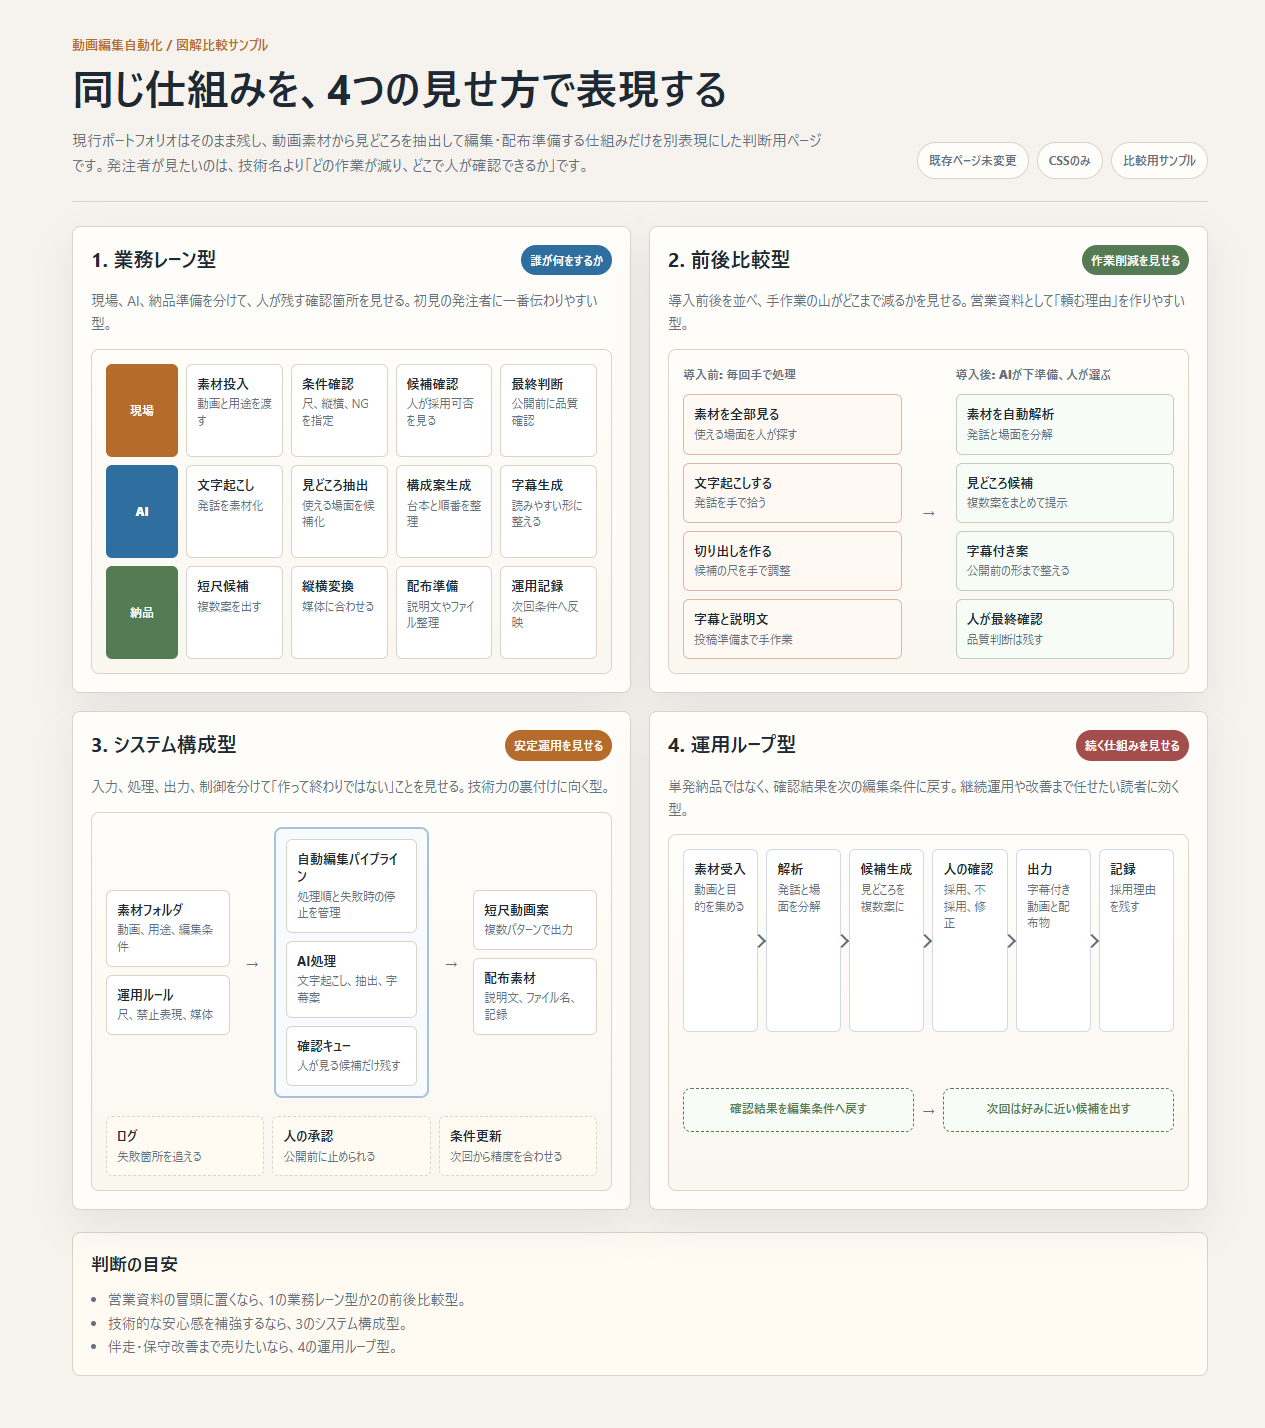 動画編集自動化 / 図解比較サンプル
同じ仕組みを、4つの見せ方で表現する
現行ポートフォリオはそのまま残し、動画素材から見どころを抽出して編集・配布準備する仕組みだけを別表現にした判断用ページ
です。発注者が見たいのは、技術名より「どの作業が減り、どこで人が確認できるか」です。
既存ページ未変更
CSSのみ
比較用サンプル
1. 業務レーン型
誰が何をするか
現場、AI、納品準備を分けて、人が残す確認箇所を見せる。初見の発注者に一番伝わりやすい
型。
現場
素材投入
動画と用途を渡
す
条件確認
尺、縦横、NG
を指定
候補確認
人が採用可否
を見る
最終判断
公開前に品質
確認
AI
文字起こし
発話を素材化
見どころ抽出
使える場面を候
補化
構成案生成
台本と順番を整
理
字幕生成
読みやすい形に
整える
納品
短尺候補
複数案を出す
縦横変換
媒体に合わせる
配布準備
説明文やファイ
ル整理
運用記録
次回条件へ反
映
2. 前後比較型
作業削減を見せる
導入前後を並べ、手作業の山がどこまで減るかを見せる。営業資料として「頼む理由」を作りやすい
型。
導入前: 毎回手で処理
素材を全部見る
使える場面を人が探す
文字起こしする
発話を手で拾う
切り出しを作る
候補の尺を手で調整
字幕と説明文
投稿準備まで手作業
→
導入後: AIが下準備、人が選ぶ
素材を自動解析
発話と場面を分解
見どころ候補
複数案をまとめて提示
字幕付き案
公開前の形まで整える
人が最終確認
品質判断は残す
3. システム構成型
安定運用を見せる
入力、処理、出力、制御を分けて「作って終わりではない」ことを見せる。技術力の裏付けに向く型。
素材フォルダ
動画、用途、編集条
件
運用ルール
尺、禁止表現、媒体
→
自動編集パイプライ
ン
処理順と失敗時の停
止を管理
AI処理
文字起こし、抽出、字
幕案
確認キュー
人が見る候補だけ残す
→
短尺動画案
複数パターンで出力
配布素材
説明文、ファイル名、
記録
ログ
失敗箇所を追える
人の承認
公開前に止められる
条件更新
次回から精度を合わせる
4. 運用ループ型
続く仕組みを見せる
単発納品ではなく、確認結果を次の編集条件に戻す。継続運用や改善まで任せたい読者に効く
型。
素材受入
動画と目
的を集める
解析
発話と場
面を分解
候補生成
見どころを
複数案に
人の確認
採用、不
採用、修
正
出力
字幕付き
動画と配
布物
記録
採用理由
を残す
確認結果を編集条件へ戻す
→
次回は好みに近い候補を出す
判断の目安
• 営業資料の冒頭に置くなら、1の業務レーン型か2の前後比較型。
• 技術的な安心感を補強するなら、3のシステム構成型。
• 伴走・保守改善まで売りたいなら、4の運用ループ型。